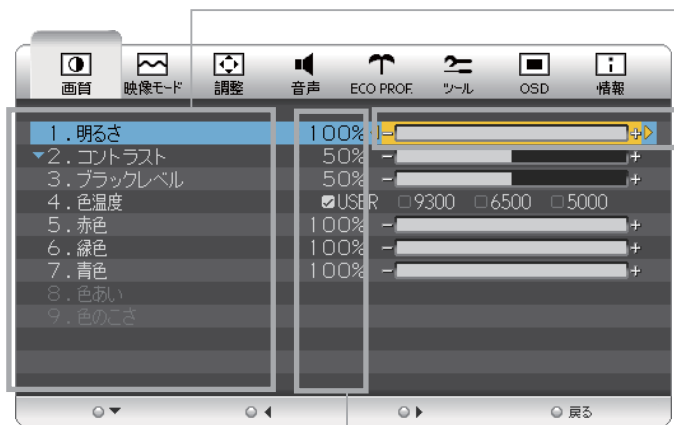 画質 映像モード 調整 音声 ECO PROF. ツール OSD 情報
1.明るさ 100% - +
2.コントラスト 50% - +
3.ブラックレベル 50% - +
4.色温度 USER 9300 6500 5000
5.赤色 100% - +
6.緑色 100% - +
7.青色 100% - +
8.色あい
9.色のこさ
戻る